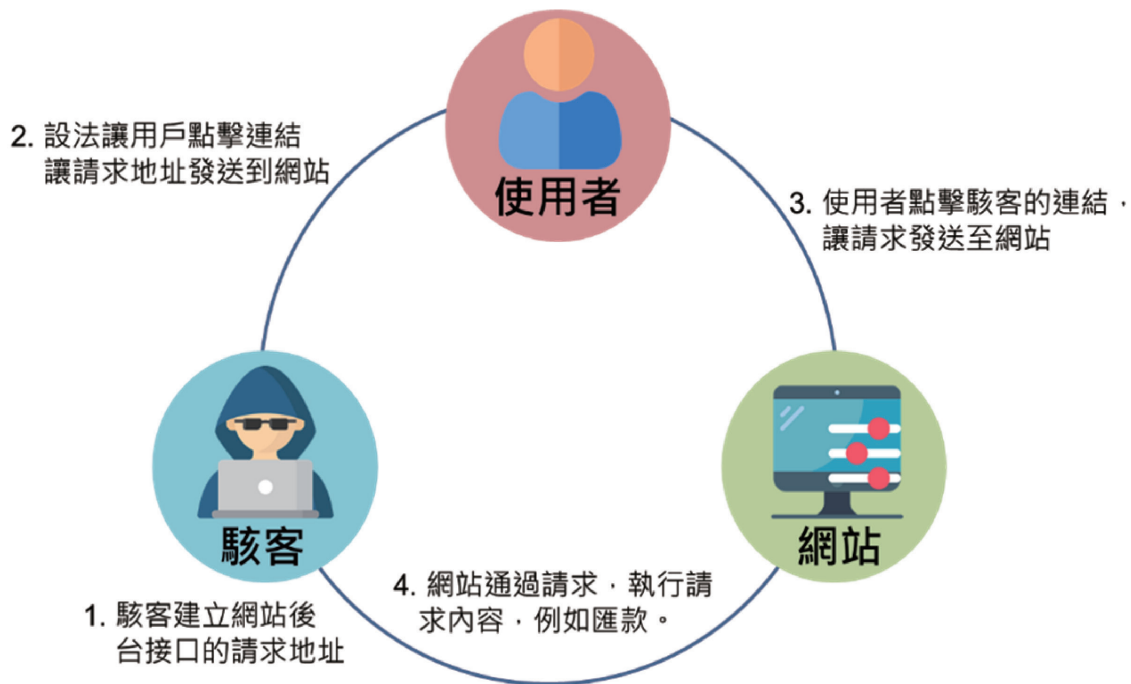 使用者
2. 設法讓用戶點擊連結
讓請求地址發送到網站
3. 使用者點擊駭客的連結，
讓請求發送至網站
駭客
網站
1. 駭客建立網站後
台接口的請求地址
4. 網站通過請求，執行請
求內容，例如匯款。